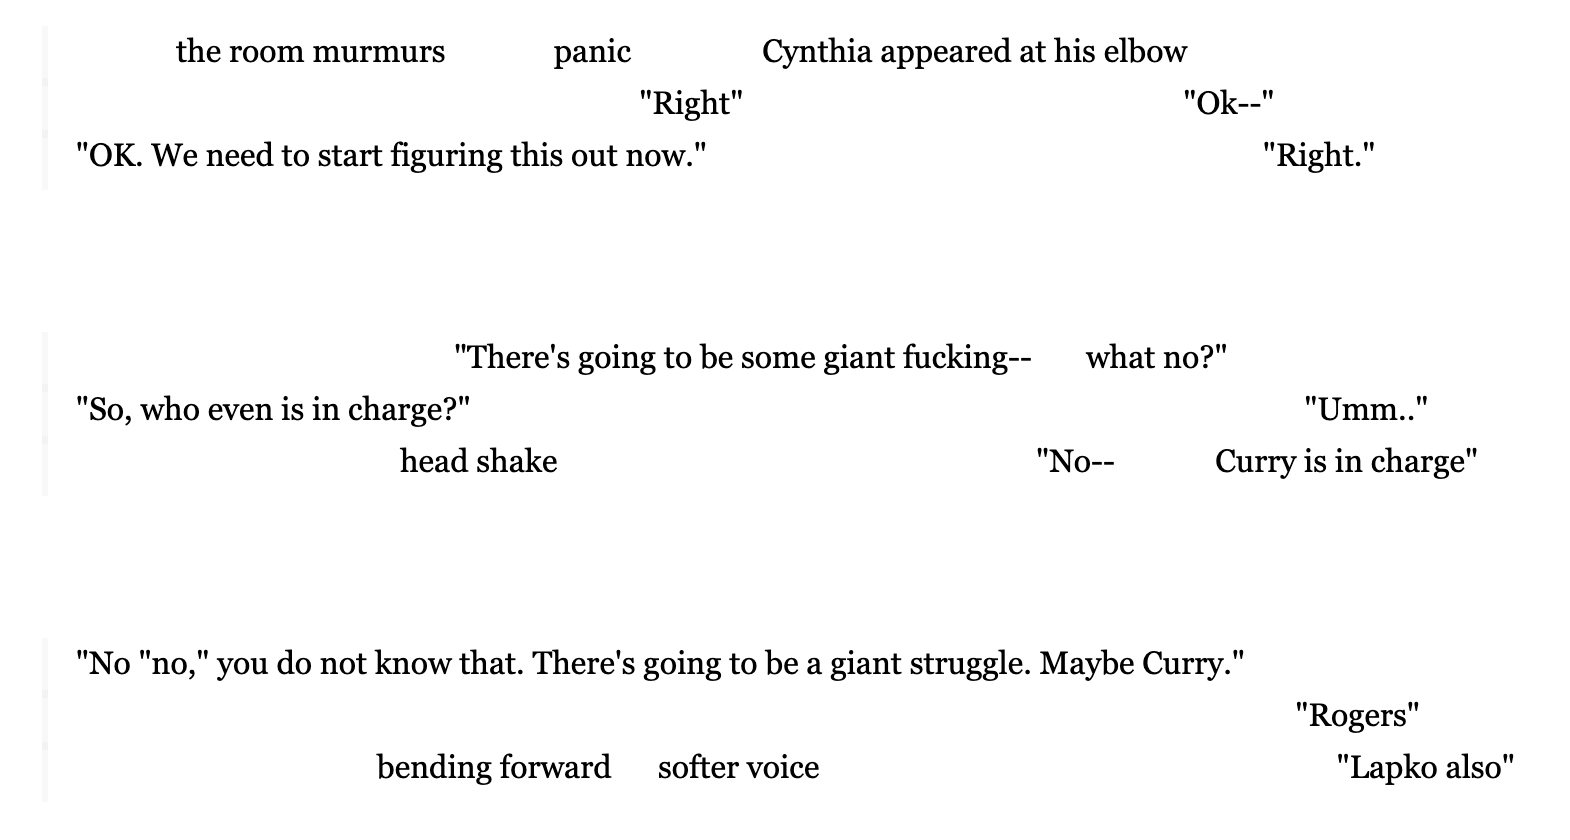 the room murmurs panic Cynthia appeared at his elbow
"Right" "Ok--"
"OK. We need to start figuring this out now." "Right."
"There's going to be some giant fucking-- what no?"
"So, who even is in charge?" "Umm.."
head shake "No-- Curry is in charge"
"No "no," you do not know that. There's going to be a giant struggle. Maybe Curry."
"Rogers"
bending forward softer voice "Lapko also"